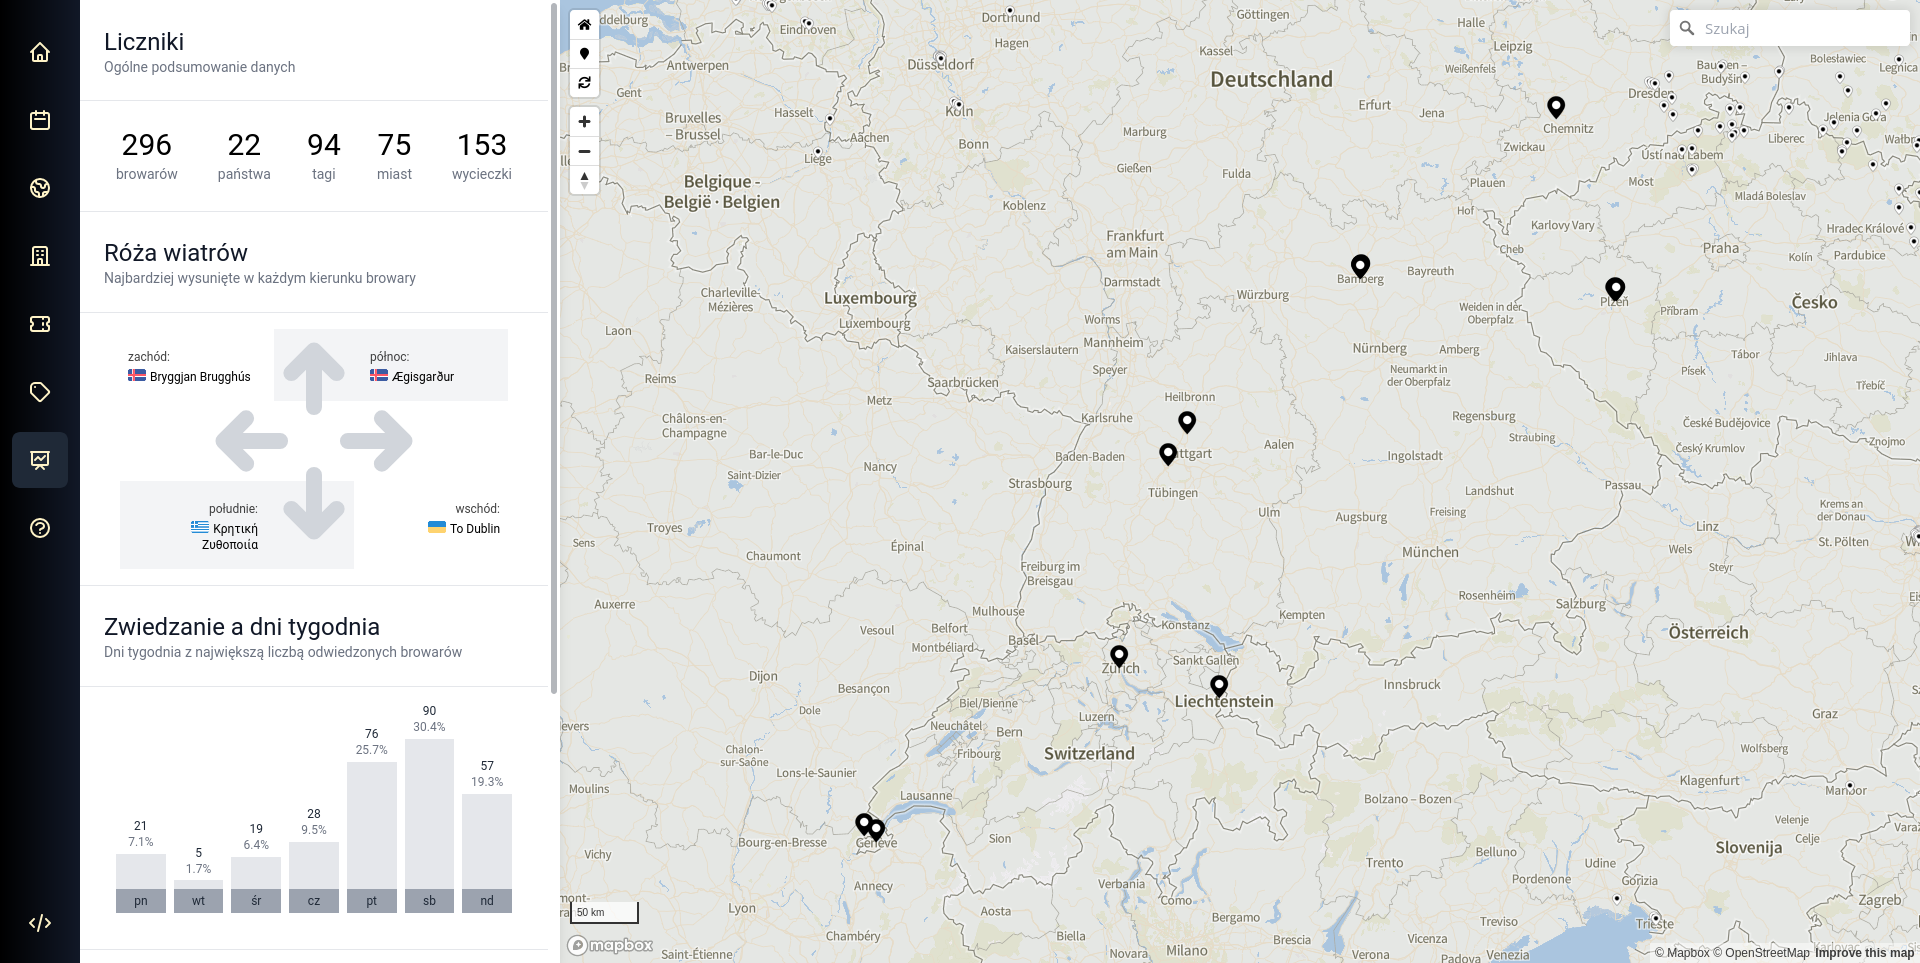 Liczniki
Ogólne podsumowanie danych
296
browarów
22
państwa
94
tagi
75
miast
153
wycieczki
Róża wiatrów
Najbardziej wysunięte w każdym kierunku browary
zachód:
Bryggjan Brugghús
północ:
Ægisgarður
południe:
Κρητική
Ζυθοποιία
wschód:
To Dublin
Zwiedzanie a dni tygodnia
Dni tygodnia z największą liczbą odwiedzonych browarów
21
7.1%
pn
5
1.7%
wt
19
6.4%
śr
28
9.5%
cz
76
25.7%
pt
90
30.4%
sb
57
19.3%
nd
Szukaj
ddelburg
Eindhoven
Dortmund
Hagen
Göttingen
Kassel
Halle
Leipzig
Weißenfels
Bolesławiec
Legnica
Antwerpen
Gent
Düsseldorf
Deutschland
Erfurt
Jena
Dresden
Budyšin
Bruxelles
– Brussel
Hasselt
Aachen
Köln
Bonn
Marburg
Gießen
Chemnitz
Zwickau
Liberec
Jelenia Góra
Liège
Belgique -
België · Belgien
Koblenz
Fulda
Plauen
Hof
Ústí nad Labem
Most
Mladá Boleslav
Karlovy Vary
Cheb
Praha
Hradec Králové
Kolín
Pardubice
Frankfurt
am Main
Darmstadt
Bamberg
Bayreuth
Würzburg
Weiden in der
Oberpfalz
Plzeň
Příbram
Česko
Charleville-
Mézières
Luxembourg
Luxembourg
Laon
Worms
Mannheim
Kaiserslautern
Speyer
Nürnberg
Amberg
Neumarkt in
der Oberpfalz
Tábor
Jihlava
Písek
Třebíč
Reims
Saarbrücken
Metz
Heilbronn
Karlsruhe
Châlons-en-
Champagne
Regensburg
Straubing
České Budějovice
Český Krumlov
Znojmo
Bar-le-Duc
Saint-Dizier
Nancy
Baden-Baden
ttgart
Aalen
Ingolstadt
Strasbourg
Tübingen
Landshut
Passau
Krems an
der Donau
Troyes
Ulm
Augsburg
Freising
Linz
St. Pölten
Sens
Chaumont
Épinal
München
Wels
Steyr
Freiburg im
Breisgau
Auxerre
Mulhouse
Rosenheim
Salzburg
Kempten
Vesoul
Belfort
Montbéliard
Basel
Konstanz
Österreich
Zürich
Sankt Gallen
Dijon
Besançon
Liechtenstein
Innsbruck
Dole
Biel/Bienne
Luzern
Graz
Neuchâtel
Bern
Fribourg
Switzerland
Wolfsberg
Chalon-
sur-Saône
Lons-le-Saunier
Klagenfurt
Moulins
Lausanne
Bolzano – Bozen
Maribor
Velenje
Celje
Bourg-en-Bresse
Genève
Sion
Slovenija
Vichy
Trento
Belluno
Udine
Pordenone
Gorizia
Annecy
Verbania
Zagreb
Lyon
Aosta
Como
Bergamo
Treviso
Trieste
Chambéry
Biella
Brescia
Vicenza
Saint-Étienne
Novara
Milano
Verona
Padova
Venezia
50 km
mapbox
© Mapbox © OpenStreetMap Improve this map